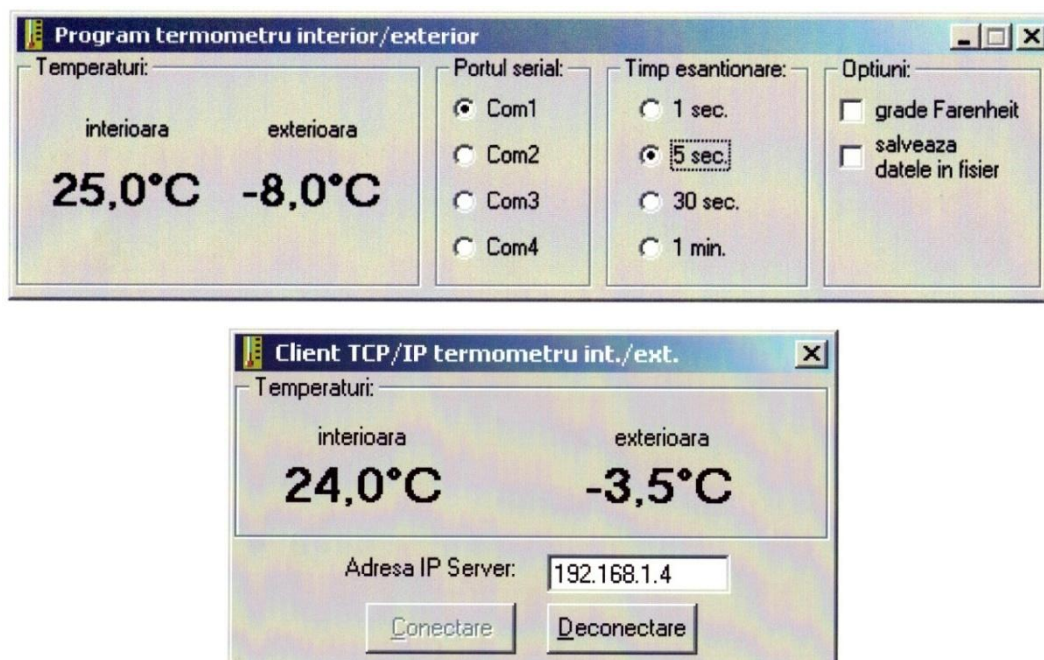 Program termometru interior/exterior
Temperaturi:
interioara exterioara
25,0°C -8,0°C
Portul serial:
Com1
Com2
Com3
Com4
Timp esantionare:
1 sec.
5 sec.
30 sec.
1 min.
Optiuni:
grade Farenheit
salveaza
datele in fisier
Client TCP/IP termometru int./ext.
Temperaturi:
interioara exterioara
24,0°C -3,5°C
Adresa IP Server: 192.168.1.4
Conectare Deconectare